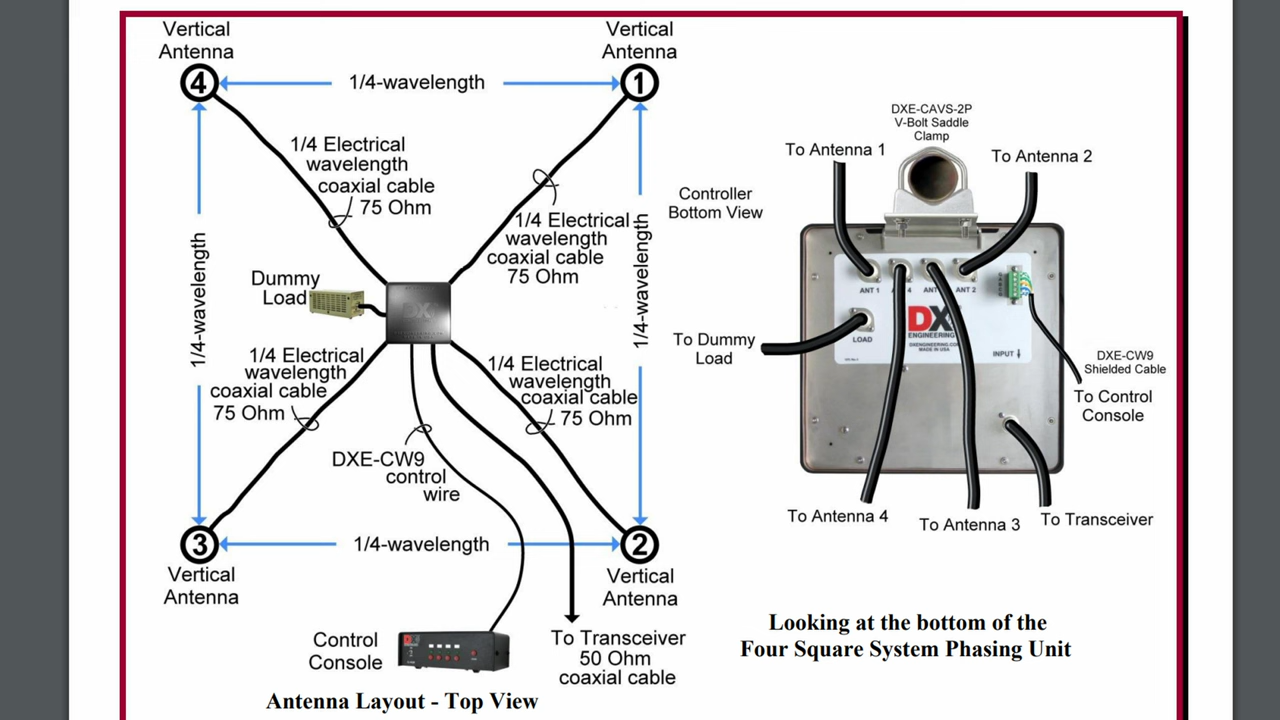 Vertical
Antenna
4
1/4-wavelength
Vertical
Antenna
1
1/4 Electrical
wavelength
coaxial cable
75 Ohm
1/4 Electrical
wavelength
coaxial cable
75 Ohm
1/4-wavelength
1/4-wavelength
Dummy
Load
DX
1/4 Electrical
wavelength
coaxial cable
75 Ohm
1/4 Electrical
wavelength
coaxial cable
75 Ohm
DXE-CW9
control
wire
3
1/4-wavelength
2
Vertical
Antenna
Vertical
Antenna
Control
Console
To Transceiver
50 Ohm
coaxial cable
Antenna Layout - Top View
DXE-CAVS-2P
V-Bolt Saddle
Clamp
To Antenna 1
To Antenna 2
Controller
Bottom View
ANT 1
4
ANT
ANT 2
LOAD
DX
ENGINEERING
DXENGINEERING.CO
MADE IN USA
INPUT
To Dummy
Load
DXE-CW9
Shielded Cable
To Control
Console
To Antenna 4
To Antenna 3
To Transceiver
Looking at the bottom of the
Four Square System Phasing Unit